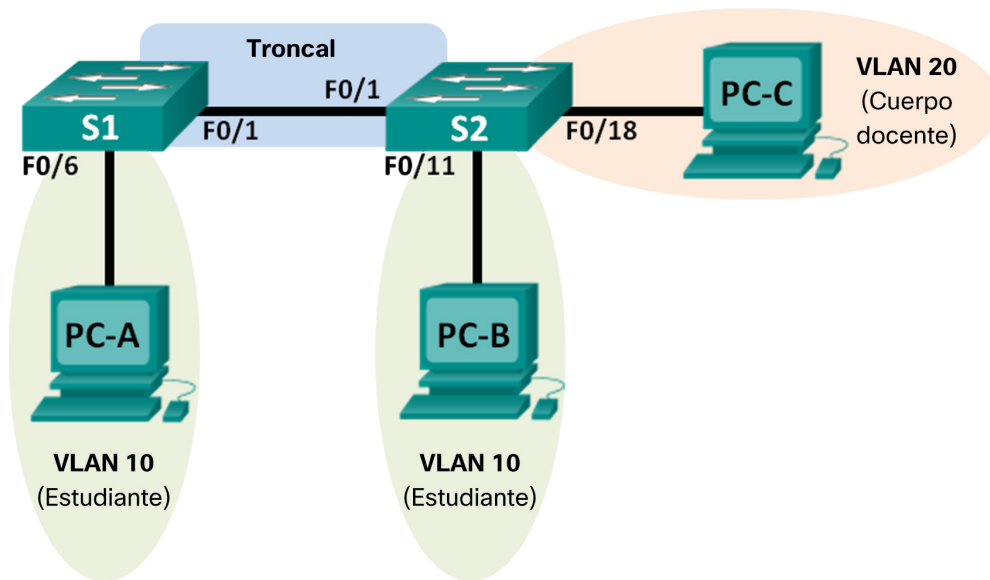 Troncal
F0/1
S1
F0/1
S2
F0/18
PC-C
VLAN 20
(Cuerpo
docente)
F0/6
F0/11
PC-A
PC-B
VLAN 10
(Estudiante)
VLAN 10
(Estudiante)